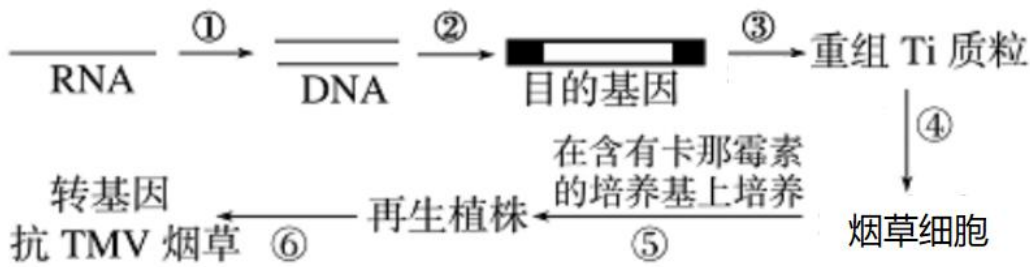 ① ② ③
RNA DNA 目的基因 重组 Ti 质粒
④
在含有卡那霉素
的培养基上培养
转基因
抗 TMV 烟草
⑥
再生植株
⑤
烟草细胞